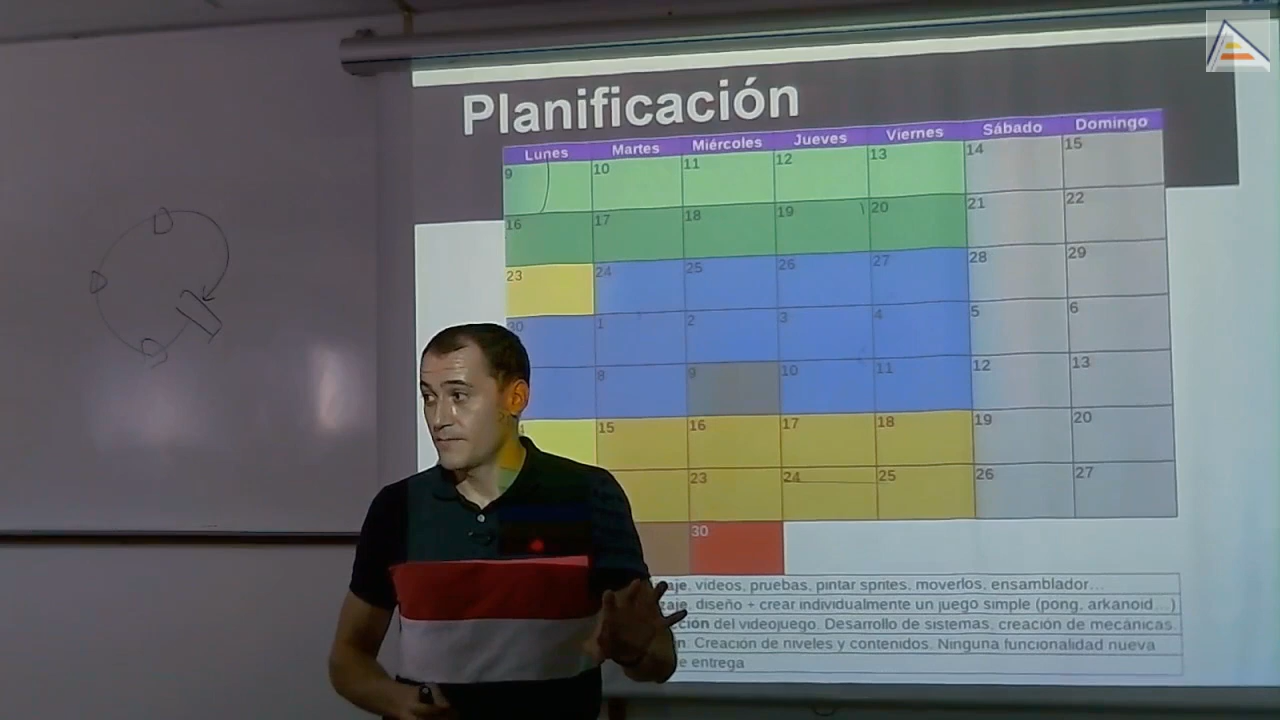 Planificación
Lunes Martes Miércoles Jueves Viernes Sábado Domingo
9 10 11 12 13 14 15
16 17 18 19 20 21 22
23 24 25 26 27 28 29
30 1 2 3 4 5 6
8 9 10 11 12 13
15 16 17 18 19 20
23 24 25 26 27
30
aje, videos, pruebas, pintar sprites, moverlos, ensamblador...
zaje, diseño + crear individualmente un juego simple (pong, arkanoid...)
cción del videojuego. Desarrollo de sistemas, creación de mecánicas.
n. Creación de niveles y contenidos. Ninguna funcionalidad nueva
e entrega